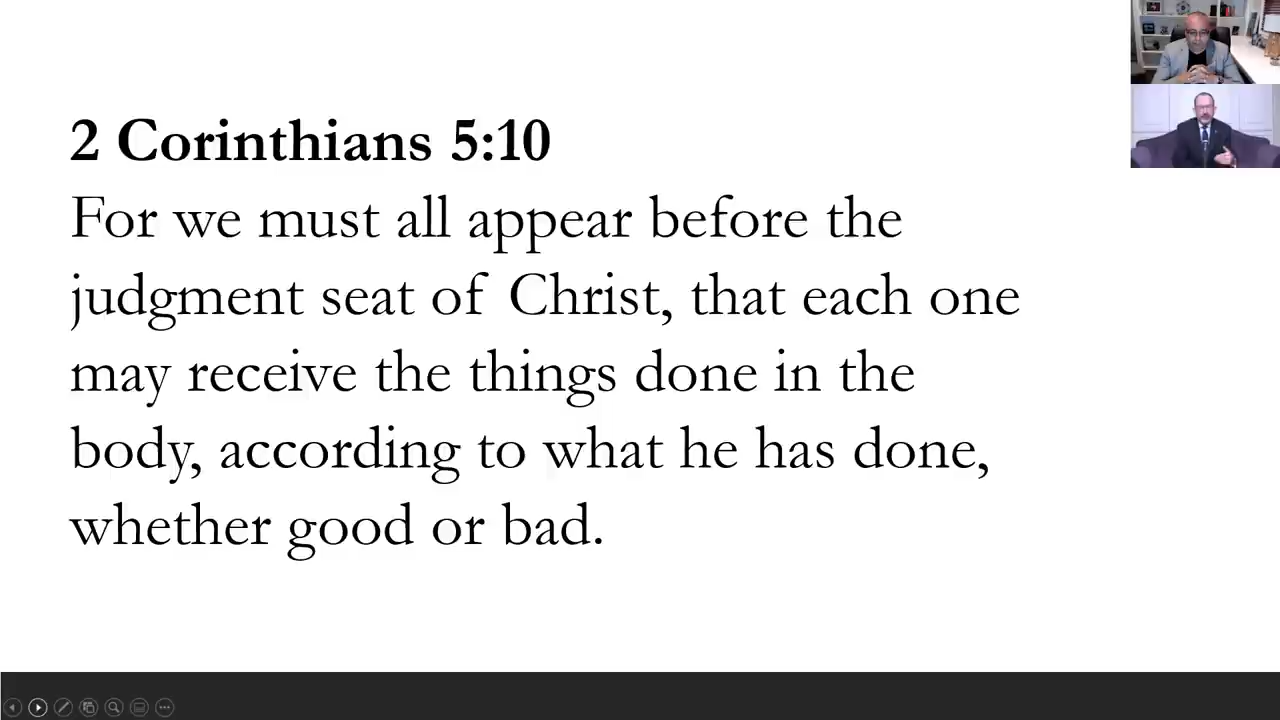 2 Corinthians 5:10
For we must all appear before the
judgment seat of Christ, that each one
may receive the things done in the
body, according to what he has done,
whether good or bad.